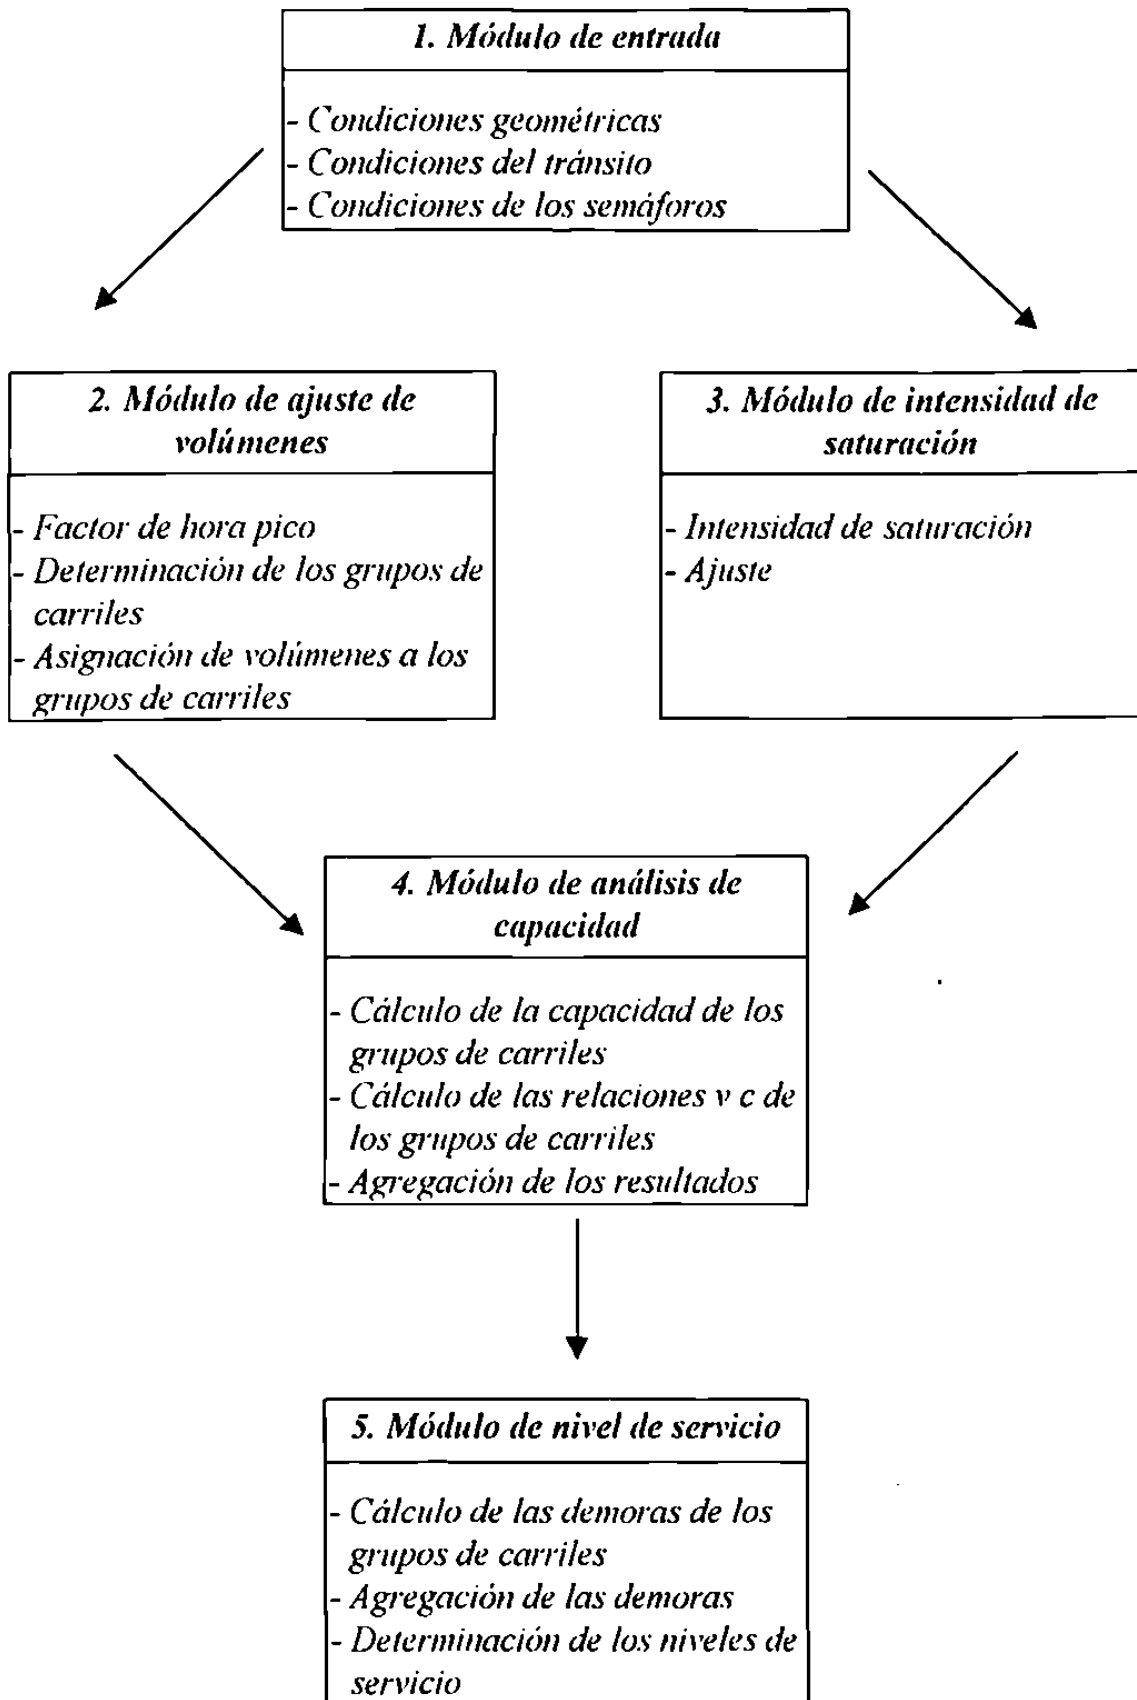 1. Módulo de entrada
- Condiciones geométricas
- Condiciones del tránsito
- Condiciones de los semáforos
2. Módulo de ajuste de
volúmenes
- Factor de hora pico
- Determinación de los grupos de
carriles
- Asignación de volúmenes a los
grupos de carriles
3. Módulo de intensidad de
saturación
- Intensidad de saturación
- Ajuste
4. Módulo de análisis de
capacidad
- Cálculo de la capacidad de los
grupos de carriles
- Cálculo de las relaciones v c de
los grupos de carriles
- Agregación de los resultados
5. Módulo de nivel de servicio
- Cálculo de las demoras de los
grupos de carriles
- Agregación de las demoras
- Determinación de los niveles de
servicio